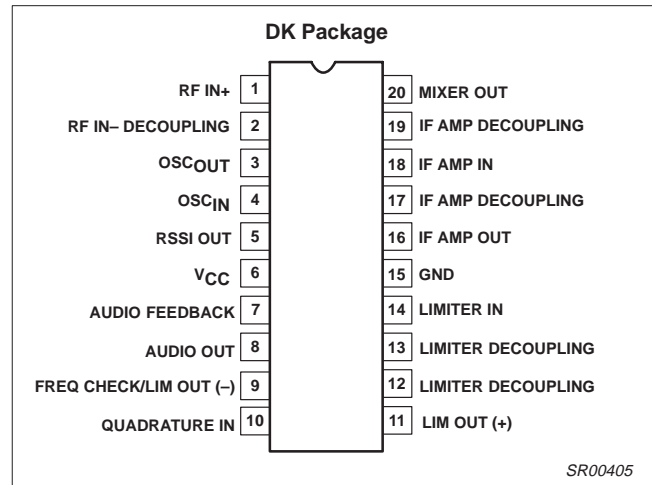 DK Package
RF IN+ 1
RF IN– DECOUPLING 2
OSCOUT 3
OSCIN 4
RSSI OUT 5
VCC 6
AUDIO FEEDBACK 7
AUDIO OUT 8
FREQ CHECK/LIM OUT (–) 9
QUADRATURE IN 10
20 MIXER OUT
19 IF AMP DECOUPLING
18 IF AMP IN
17 IF AMP DECOUPLING
16 IF AMP OUT
15 GND
14 LIMITER IN
13 LIMITER DECOUPLING
12 LIMITER DECOUPLING
11 LIM OUT (+)
SR00405